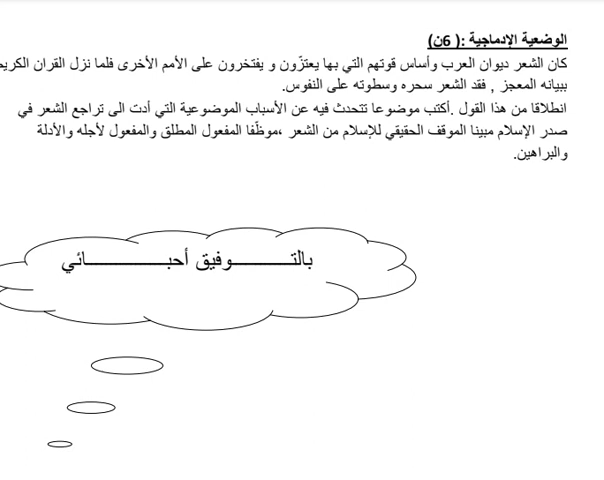 الوضعية الإدماجية :( 6ن)
كان الشعر ديوان العرب وأساس قوتهم التي بها يعتزّون و يفتخرون على الأمم الأخرى فلما نزل القران الكريم
ببيانه المعجز , فقد الشعر سحره وسطوته على النفوس.
انطلاقا من هذا القول .أكتب موضوعا تتحدث فيه عن الأسباب الموضوعية التي أدت الى تراجع الشعر في
صدر الإسلام مبينا الموقف الحقيقي للإسلام من الشعر ،موظّفا المفعول المطلق والمفعول لأجله والأدلة
والبراهين.
بالتــــــــوفيق أحبــــــــــــائي